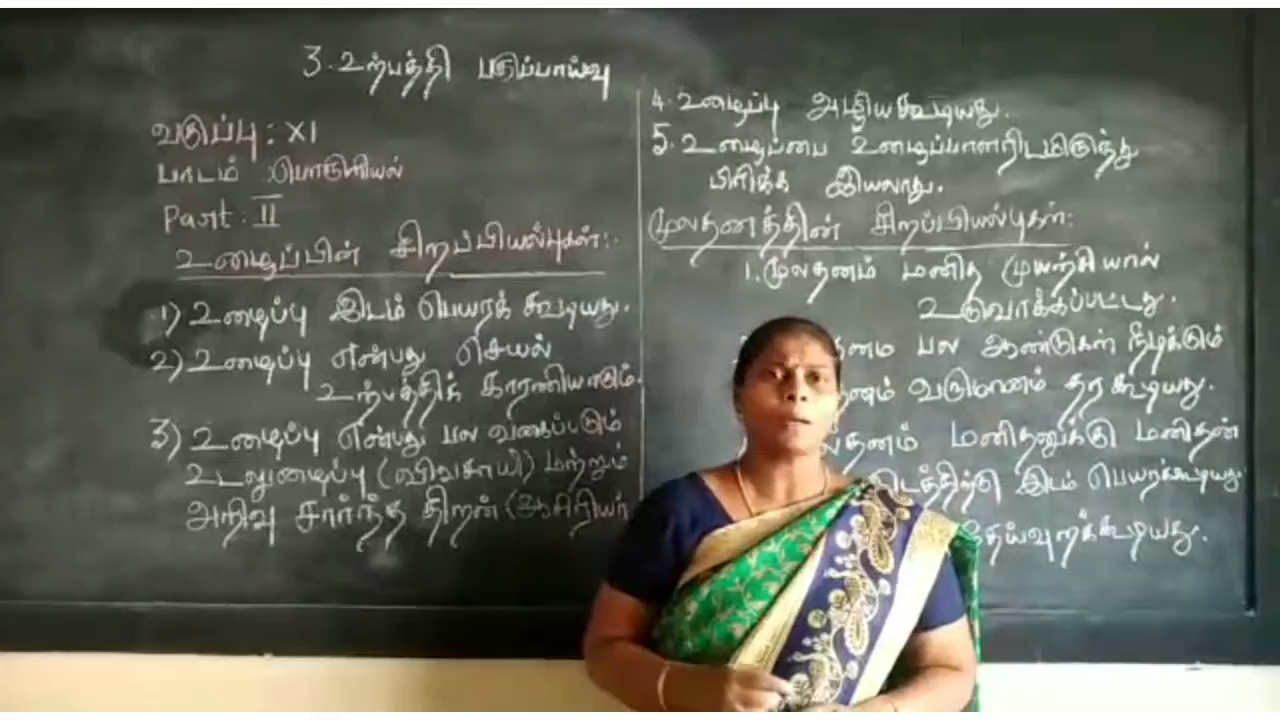 3. உற்பத்தி பகுப்பாய்வு
வகுப்பு : XI
பாடம் : பொருளியல்
Part : II
உழைப்பின் சிறப்பியல்புகள் :
1) உழைப்பு இடம் பெயரக் கூடியது.
2) உழைப்பு என்பது செயல்
உற்பத்திக் காரணியாகும்.
3) உழைப்பு என்பது பல வகைப்படும்
உடலுழைப்பு (விவசாயி) மற்றும்
அறிவு சார்ந்த திறன் (ஆசிரியர்
4. உழைப்பு அழியகூடியது.
5. உழைப்பை உழைப்பாளரிடமிருந்து
பிரிக்க இயலாது.
மூலதனத்தின் சிறப்பியல்புகள் :
1. மூலதனம் மனித முயற்சியால்
உருவாக்கப்பட்டது.
பல ஆண்டுகள் நீடிக்கும்
வருமானம் தர கூடியது.
மனிதனுக்கு மனிதன்
இடம் பெயரக்கூடியது.
தேய்வுறக்கூடியது.